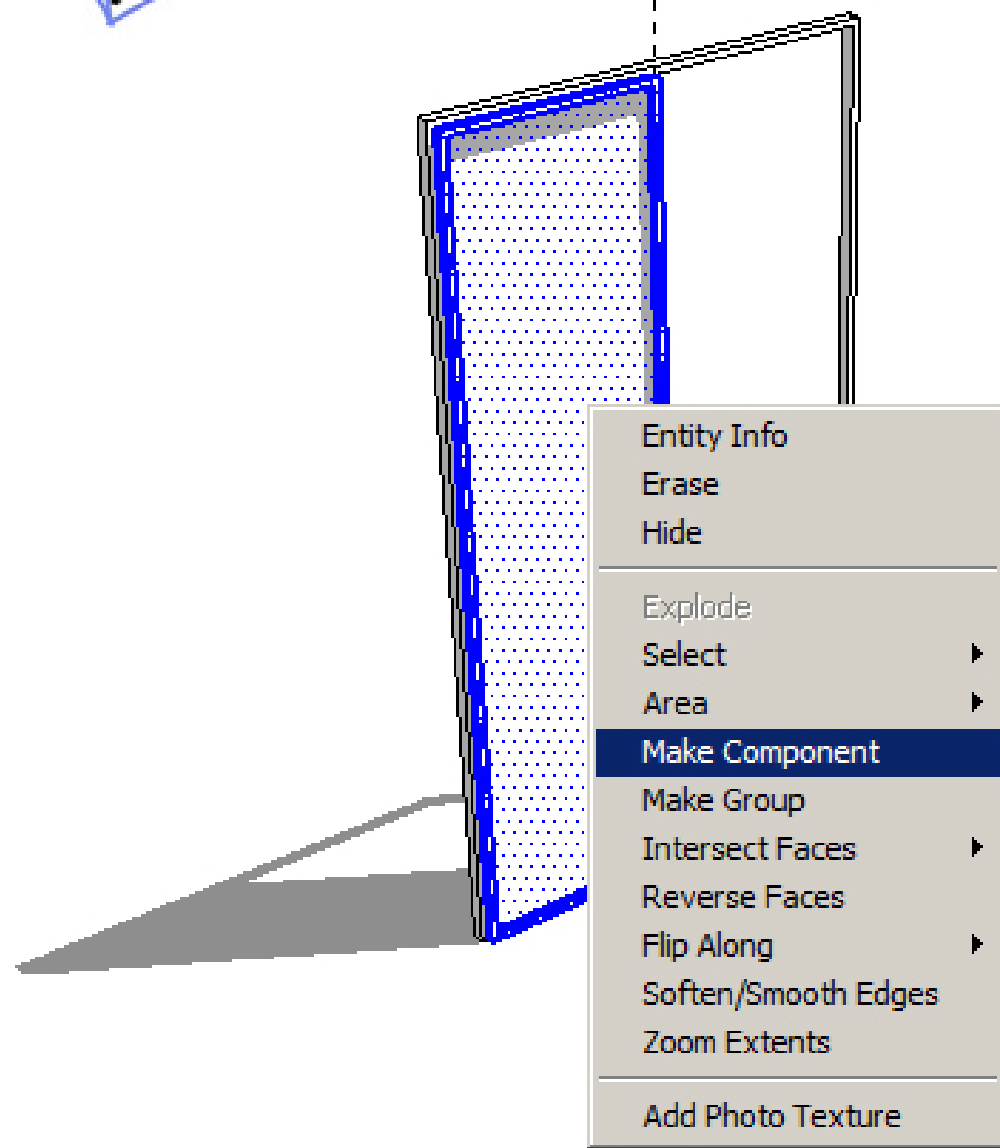 Entity Info
Erase
Hide
Explode
Select
Area
Make Component
Make Group
Intersect Faces
Reverse Faces
Flip Along
Soften/Smooth Edges
Zoom Extents
Add Photo Texture